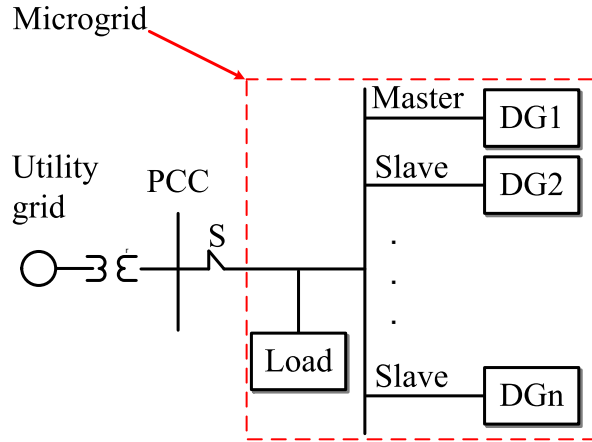 Microgrid
Master
DG1
Utility
grid
PCC
Slave
DG2
S
Load
Slave
DGn